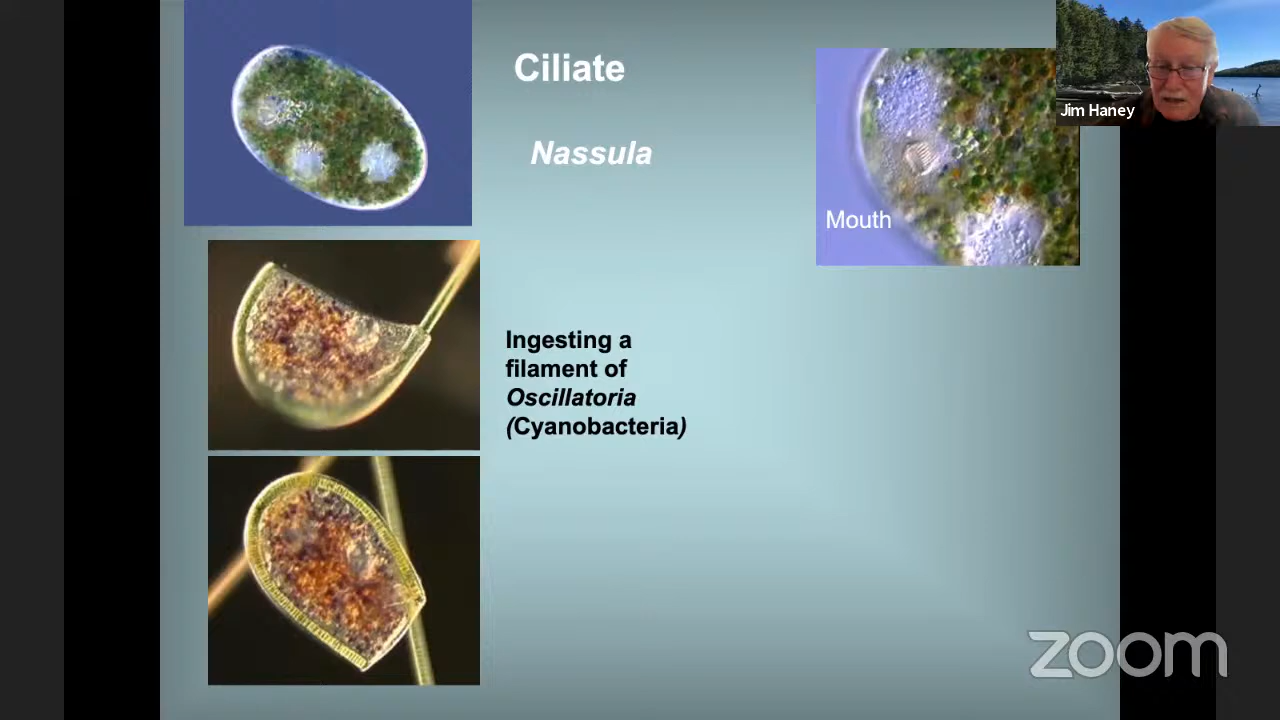 Ciliate
Nassula
Mouth
Jim Haney
Ingesting a
filament of
Oscillatoria
(Cyanobacteria)
zoom